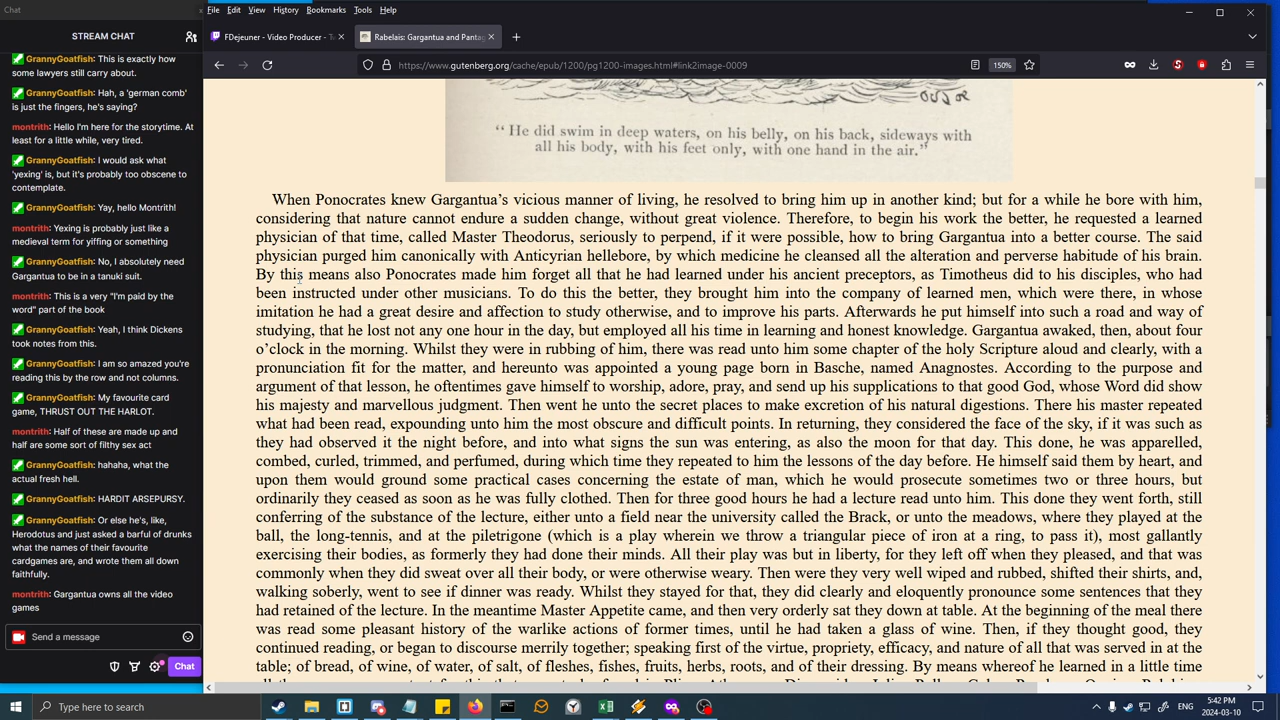 Chat
STREAM CHAT
GrannyGoatfish: This is exactly how
some lawyers still carry about.
GrannyGoatfish: Hah, a 'german comb'
is just the fingers, he's saying?
montrith: Hello I'm here for the storytime. At
least for a little while, very tired.
GrannyGoatfish: I would ask what
'yexing' is, but it's probably too obscene to
contemplate.
GrannyGoatfish: Yay, hello Montrith!
montrith: Yexing is probably just like a
medieval term for yiffing or something
GrannyGoatfish: No, I absolutely need
Gargantua to be in a tanuki suit.
montrith: This is a very "I'm paid by the
word" part of the book
GrannyGoatfish: Yeah, I think Dickens
took notes from this.
GrannyGoatfish: I am so amazed you're
reading this by the row and not columns.
GrannyGoatfish: My favourite card
game, THRUST OUT THE HARLOT.
montrith: Half of these are made up and
half are some sort of filthy sex act
GrannyGoatfish: hahaha, what the
actual fresh hell.
GrannyGoatfish: HARDIT ARSEPURSY.
GrannyGoatfish: Or else he's, like,
Herodotus and just asked a barful of drunks
what the names of their favourite
cardgames are, and wrote them all down
faithfully.
montrith: Gargantua owns all the video
games
Send a message
Chat
File Edit View History Bookmarks Tools Help
FDejeuner - Video Producer - Tw
Rabelais: Gargantua and Pantag
https://www.gutenberg.org/cache/epub/1200/pg1200-images.html#link2image-0009
150%
“He did swim in deep waters, on his belly, on his back, sideways with
all his body, with his feet only, with one hand in the air.”
When Ponocrates knew Gargantua’s vicious manner of living, he resolved to bring him up in another kind; but for a while he bore with him,
considering that nature cannot endure a sudden change, without great violence. Therefore, to begin his work the better, he requested a learned
physician of that time, called Master Theodorus, seriously to perpend, if it were possible, how to bring Gargantua into a better course. The said
physician purged him canonically with Anticyrian hellebore, by which medicine he cleansed all the alteration and perverse habitude of his brain.
By this means also Ponocrates made him forget all that he had learned under his ancient preceptors, as Timotheus did to his disciples, who had
been instructed under other musicians. To do this the better, they brought him into the company of learned men, which were there, in whose
imitation he had a great desire and affection to study otherwise, and to improve his parts. Afterwards he put himself into such a road and way of
studying, that he lost not any one hour in the day, but employed all his time in learning and honest knowledge. Gargantua awaked, then, about four
o’clock in the morning. Whilst they were in rubbing of him, there was read unto him some chapter of the holy Scripture aloud and clearly, with a
pronunciation fit for the matter, and hereunto was appointed a young page born in Basche, named Anagnostes. According to the purpose and
argument of that lesson, he oftentimes gave himself to worship, adore, pray, and send up his supplications to that good God, whose Word did show
his majesty and marvellous judgment. Then went he unto the secret places to make excretion of his natural digestions. There his master repeated
what had been read, expounding unto him the most obscure and difficult points. In returning, they considered the face of the sky, if it was such as
they had observed it the night before, and into what signs the sun was entering, as also the moon for that day. This done, he was apparelled,
combed, curled, trimmed, and perfumed, during which time they repeated to him the lessons of the day before. He himself said them by heart, and
upon them would ground some practical cases concerning the estate of man, which he would prosecute sometimes two or three hours, but
ordinarily they ceased as soon as he was fully clothed. Then for three good hours he had a lecture read unto him. This done they went forth, still
conferring of the substance of the lecture, either unto a field near the university called the Brack, or unto the meadows, where they played at the
ball, the long-tennis, and at the piletrigone (which is a play wherein we throw a triangular piece of iron at a ring, to pass it), most gallantly
exercising their bodies, as formerly they had done their minds. All their play was but in liberty, for they left off when they pleased, and that was
commonly when they did sweat over all their body, or were otherwise weary. Then were they very well wiped and rubbed, shifted their shirts, and,
walking soberly, went to see if dinner was ready. Whilst they stayed for that, they did clearly and eloquently pronounce some sentences that they
had retained of the lecture. In the meantime Master Appetite came, and then very orderly sat they down at table. At the beginning of the meal there
was read some pleasant history of the warlike actions of former times, until he had taken a glass of wine. Then, if they thought good, they
continued reading, or began to discourse merrily together; speaking first of the virtue, propriety, efficacy, and nature of all that was served in at the
table; of bread, of wine, of water, of salt, of fleshes, fishes, fruits, herbs, roots, and of their dressing. By means whereof he learned in a little time
Type here to search
5:42 PM
2024-03-10